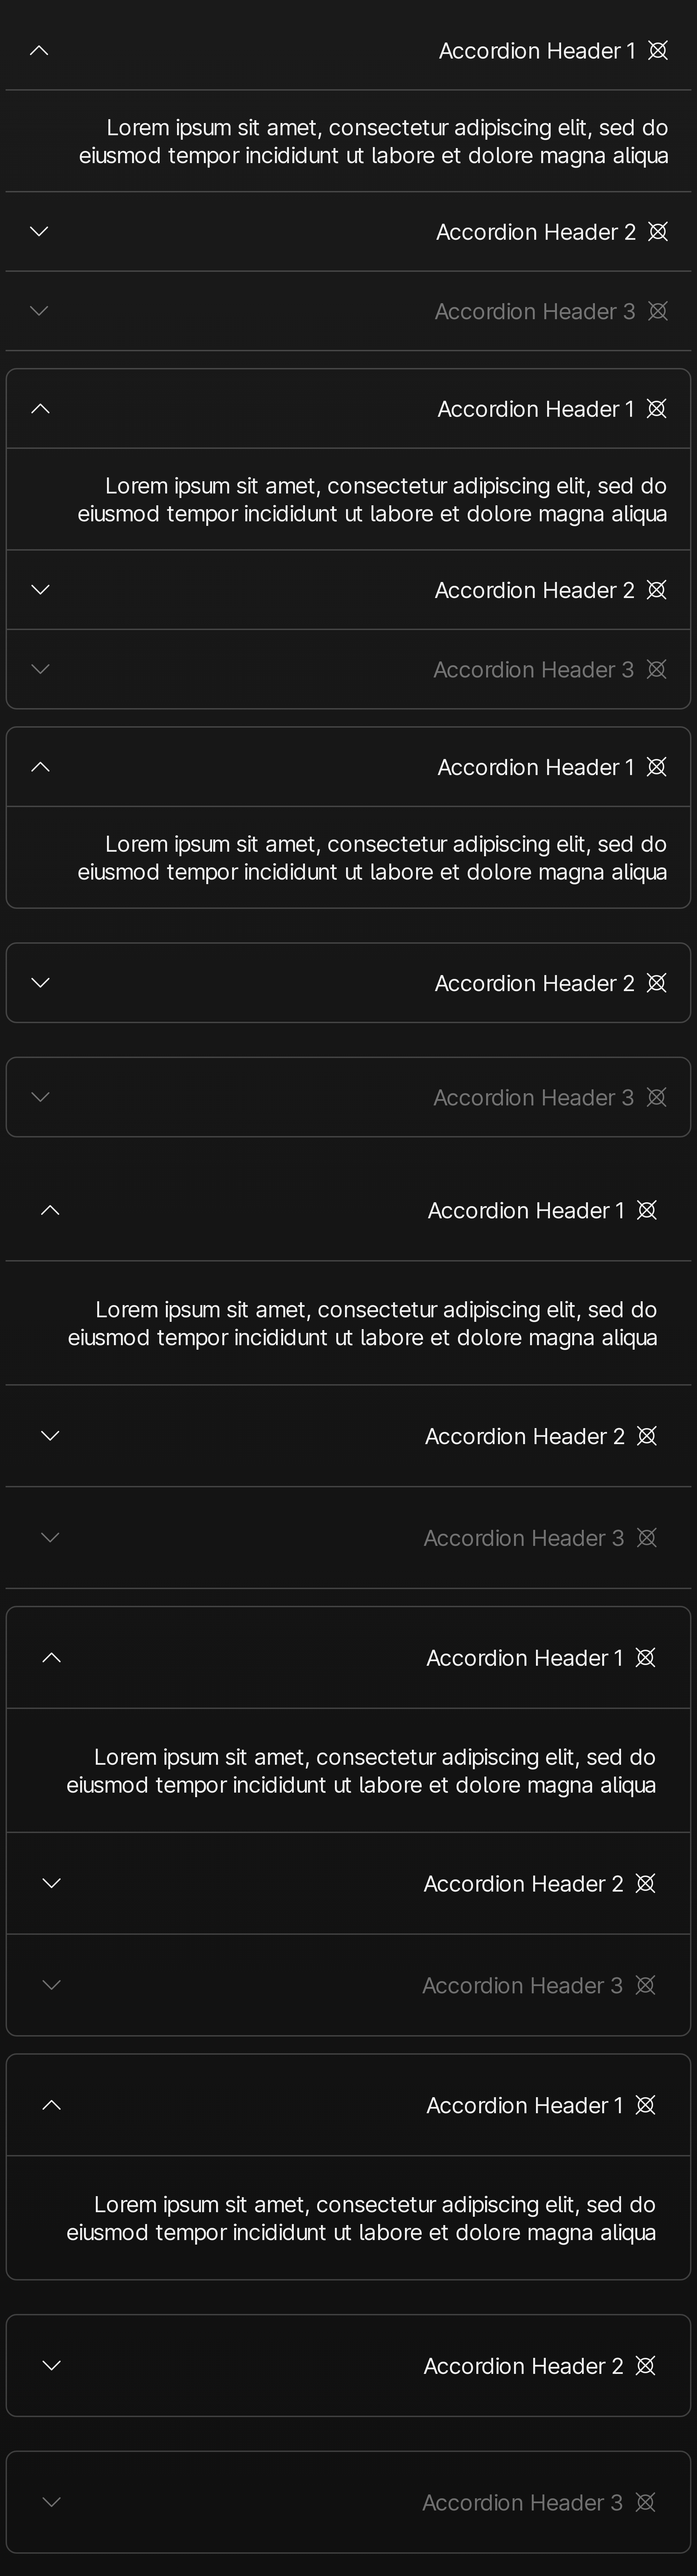 Accordion Header 1
Lorem ipsum sit amet, consectetur adipiscing elit, sed do
eiusmod tempor incididunt ut labore et dolore magna aliqua
Accordion Header 2
Accordion Header 3
Accordion Header 1
Lorem ipsum sit amet, consectetur adipiscing elit, sed do
eiusmod tempor incididunt ut labore et dolore magna aliqua
Accordion Header 2
Accordion Header 3
Accordion Header 1
Lorem ipsum sit amet, consectetur adipiscing elit, sed do
eiusmod tempor incididunt ut labore et dolore magna aliqua
Accordion Header 2
Accordion Header 3
Accordion Header 1
Lorem ipsum sit amet, consectetur adipiscing elit, sed do
eiusmod tempor incididunt ut labore et dolore magna aliqua
Accordion Header 2
Accordion Header 3
Accordion Header 1
Lorem ipsum sit amet, consectetur adipiscing elit, sed do
eiusmod tempor incididunt ut labore et dolore magna aliqua
Accordion Header 2
Accordion Header 3
Accordion Header 1
Lorem ipsum sit amet, consectetur adipiscing elit, sed do
eiusmod tempor incididunt ut labore et dolore magna aliqua
Accordion Header 2
Accordion Header 3